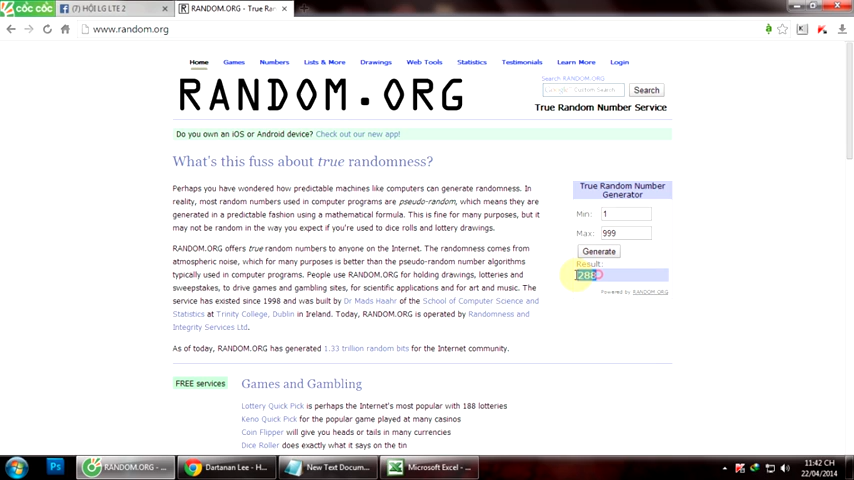 cốc cốc
(7) HỘI LG LTE 2
RANDOM.ORG - True Ran
www.random.org
Home Games Numbers Lists & More Drawings Web Tools Statistics Testimonials Learn More Login
RANDOM.ORG
Search RANDOM.ORG
Google Custom Search
Search
True Random Number Service
Do you own an iOS or Android device? Check out our new app!
What's this fuss about true randomness?
Perhaps you have wondered how predictable machines like computers can generate randomness. In
reality, most random numbers used in computer programs are pseudo-random, which means they are
generated in a predictable fashion using a mathematical formula. This is fine for many purposes, but it
may not be random in the way you expect if you're used to dice rolls and lottery drawings.
RANDOM.ORG offers true random numbers to anyone on the Internet. The randomness comes from
atmospheric noise, which for many purposes is better than the pseudo-random number algorithms
typically used in computer programs. People use RANDOM.ORG for holding drawings, lotteries and
sweepstakes, to drive games and gambling sites, for scientific applications and for art and music. The
service has existed since 1998 and was built by Dr Mads Haahr of the School of Computer Science and
Statistics at Trinity College, Dublin in Ireland. Today, RANDOM.ORG is operated by Randomness and
Integrity Services Ltd.
As of today, RANDOM.ORG has generated 1.33 trillion random bits for the Internet community.
True Random Number
Generator
Min: 1
Max: 999
Generate
Result:
288
Powered by RANDOM.ORG
FREE services
Games and Gambling
Lottery Quick Pick is perhaps the Internet's most popular with 188 lotteries
Keno Quick Pick for the popular game played at many casinos
Coin Flipper will give you heads or tails in many currencies
Dice Roller does exactly what it says on the tin
Ps
RANDOM.ORG - ...
Dartanan Lee - H...
New Text Docum...
Microsoft Excel - ...
11:42 CH
22/04/2014